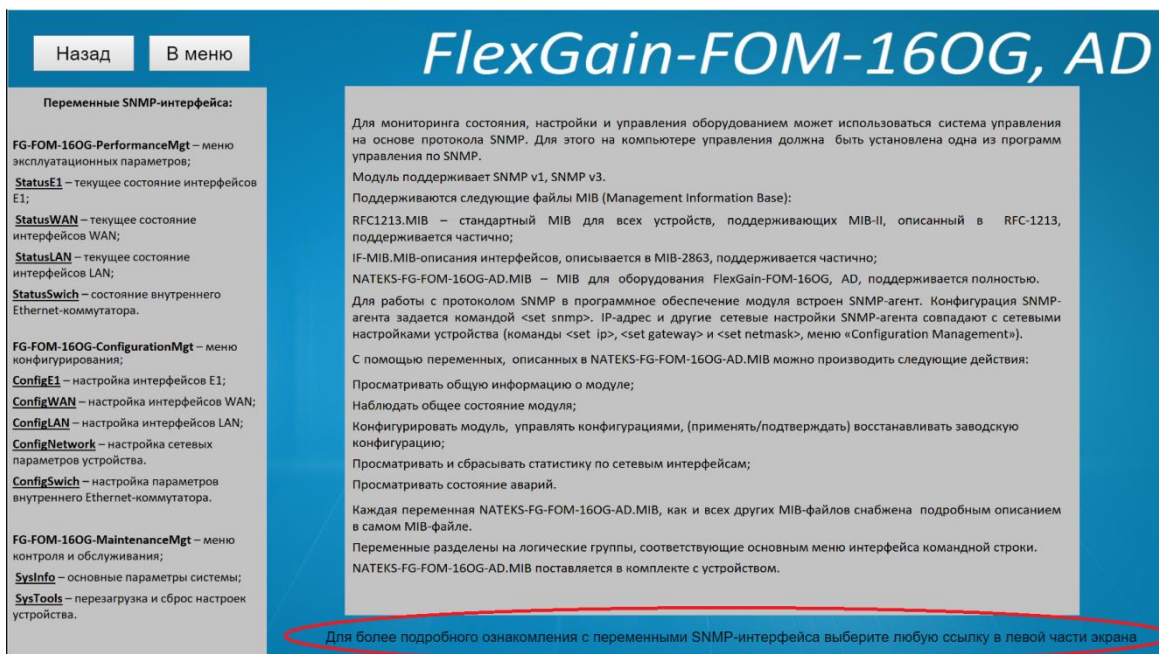 Назад
В меню
FlexGain-FOM-16OG, AD
Переменные SNMP-интерфейса:
FG-FOM-16OG-PerformanceMgt – меню
эксплуатационных параметров;
StatusE1 – текущее состояние интерфейсов
E1;
StatusWAN – текущее состояние
интерфейсов WAN;
StatusLAN – текущее состояние
интерфейсов LAN;
StatusSwich – состояние внутреннего
Ethernet-коммутатора.
FG-FOM-16OG-ConfigurationMgt – меню
конфигурирования;
ConfigE1 – настройка интерфейсов E1;
ConfigWAN – настройка интерфейсов WAN;
ConfigLAN – настройка интерфейсов LAN;
ConfigNetwork – настройка сетевых
параметров устройства.
ConfigSwich – настройка параметров
внутреннего Ethernet-коммутатора.
FG-FOM-16OG-MaintenanceMgt – меню
контроля и обслуживания;
SysInfo – основные параметры системы;
SysTools – перезагрузка и сброс настроек
устройства.
Для мониторинга состояния, настройки и управления оборудованием может использоваться система управления
на основе протокола SNMP. Для этого на компьютере управления должна быть установлена одна из программ
управления по SNMP.
Модуль поддерживает SNMP v1, SNMP v3.
Поддерживаются следующие файлы MIB (Management Information Base):
RFC1213.MIB – стандартный MIB для всех устройств, поддерживающих MIB-II, описанный в RFC-1213,
поддерживается частично;
IF-MIB.MIB-описания интерфейсов, описывается в MIB-2863, поддерживается частично;
NATEKS-FG-FOM-16OG-AD.MIB – MIB для оборудования FlexGain-FOM-16OG, AD, поддерживается полностью.
Для работы с протоколом SNMP в программное обеспечение модуля встроен SNMP-агент. Конфигурация SNMP-
агента задается командой <set snmp>. IP-адрес и другие сетевые настройки SNMP-агента совпадают с сетевыми
настройками устройства (команды <set ip>, <set gateway> и <set netmask>, меню «Configuration Management»).
С помощью переменных, описанных в NATEKS-FG-FOM-16OG-AD.MIB можно производить следующие действия:
Просматривать общую информацию о модуле;
Наблюдать общее состояние модуля;
Конфигурировать модуль, управлять конфигурациями, (применять/подтверждать) восстанавливать заводскую
конфигурацию;
Просматривать и сбрасывать статистику по сетевым интерфейсам;
Просматривать состояние аварий.
Каждая переменная NATEKS-FG-FOM-16OG-AD.MIB, как и всех других MIB-файлов снабжена подробным описанием
в самом MIB-файле.
Переменные разделены на логические группы, соответствующие основным меню интерфейса командной строки.
NATEKS-FG-FOM-16OG-AD.MIB поставляется в комплекте с устройством.
Для более подробного ознакомления с переменными SNMP-интерфейса выберите любую ссылку в левой части экрана